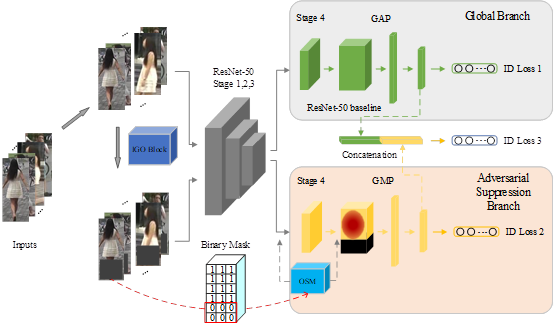 Stage 4
GAP
Global Branch
ID Loss 1
ResNet-50
Stage 1,2,3
ResNet-50 baseline
IGO Block
ID Loss 3
Concatenation
Inputs
Stage 4
GMP
Adversarial
Suppression
Branch
ID Loss 2
Binary Mask
OSM
1 1 1
1 1 1
1 1 1
1 1 1
0 0 0
0 0 0